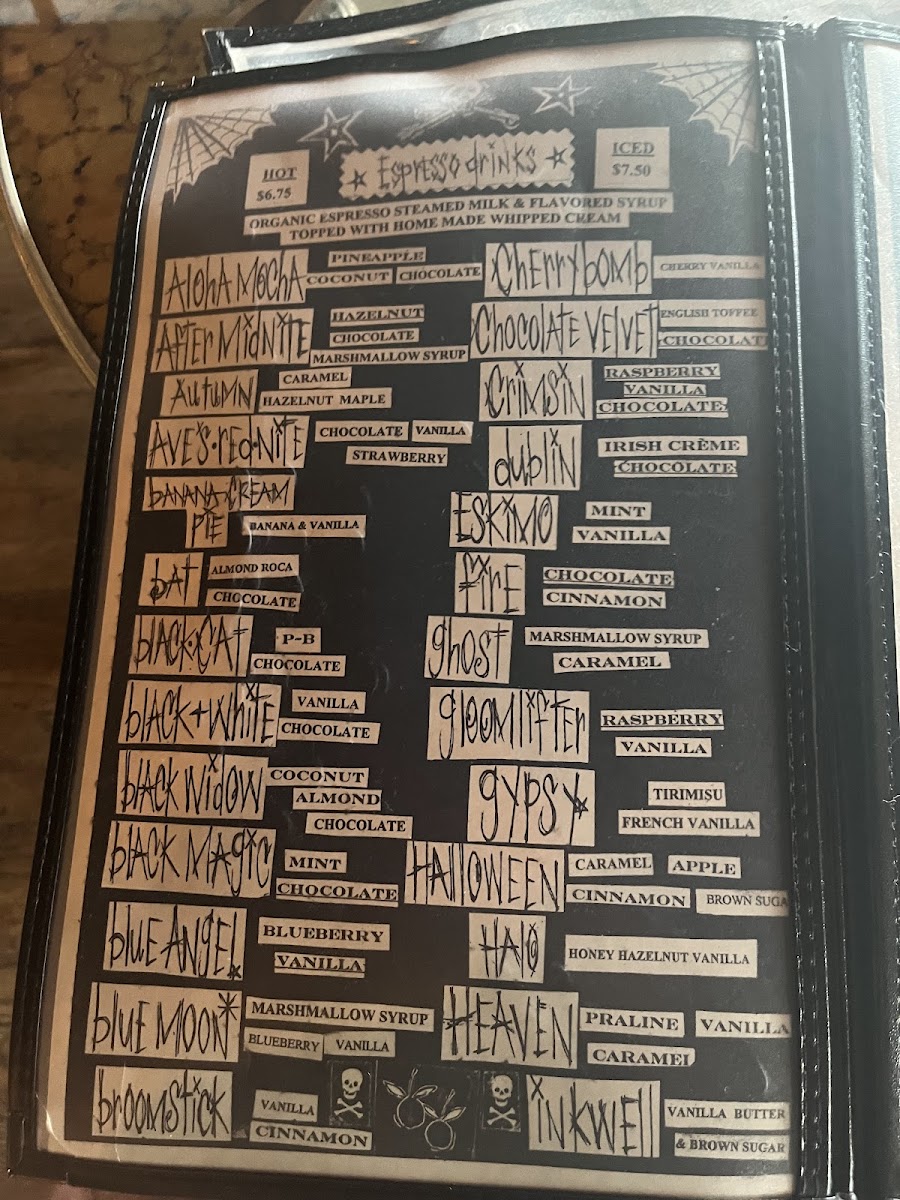 HOT
$6.75
Espresso drinks
ICED
$7.50
ORGANIC ESPRESSO STEAMED MILK & FLAVORED SYRUP
TOPPED WITH HOME MADE WHIPPED CREAM
AlohA MochA
PINEAPPLE
COCONUT CHOCOLATE
AfTEr MidNiTE
HAZELNUT
CHOCOLATE
MARSHMALLOW SYRUP
AuTumN
CARAMEL
HAZELNUT MAPLE
AVE'S·rEd·NiTE
CHOCOLATE VANILLA
STRAWBERRY
bANANA·CREAM
PiE
BANANA & VANILLA
bAT
ALMOND ROCA
CHOCOLATE
blACK·CAT
P-B
CHOCOLATE
blACK+WhiTE
VANILLA
CHOCOLATE
blACK WidOW
COCONUT
ALMOND
CHOCOLATE
blACK MAgiC
MINT
CHOCOLATE
bluE ANgEl
BLUEBERRY
VANILLA
bluE MOON
MARSHMALLOW SYRUP
BLUEBERRY VANILLA
broomsTiCK
VANILLA
CINNAMON
ChErrybomb
CHERRY VANILLA
ChocolATE VElVET
ENGLISH TOFFEE
CHOCOLAT
CriMsiN
RASPBERRY
VANILLA
CHOCOLATE
dubliN
IRISH CRÈME
CHOCOLATE
ESKiMO
MINT
VANILLA
firE
CHOCOLATE
CINNAMON
ghOST
MARSHMALLOW SYRUP
CARAMEL
glOOMlifTEr
RASPBERRY
VANILLA
gypsy
TIRIMISU
FRENCH VANILLA
HAllOWEEN
CARAMEL APPLE
CINNAMON BROWN SUGA
HAlO
HONEY HAZELNUT VANILLA
HEAVEN
PRALINE VANILLA
CARAMEL
iNKWEll
VANILLA BUTTER
& BROWN SUGAR